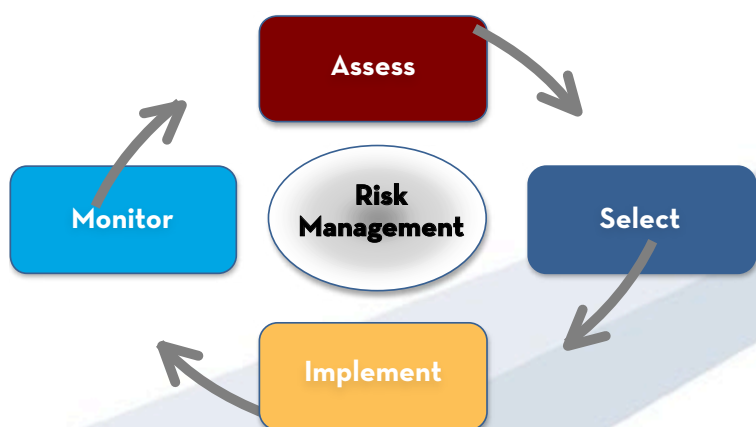 Assess
Monitor
Risk
Management
Select
Implement